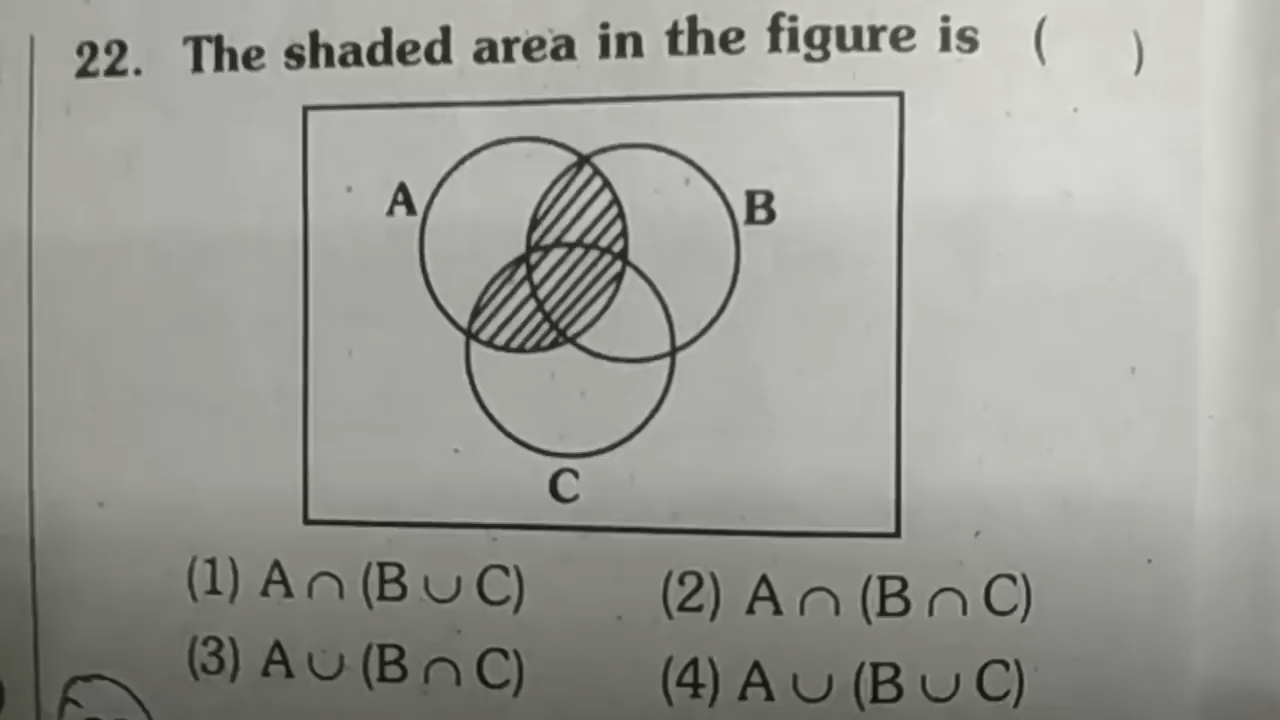 22. The shaded area in the figure is ( )
A
B
C
(1) A ∩ (B ∪ C) (2) A ∩ (B ∩ C)
(3) A ∪ (B ∩ C) (4) A ∪ (B ∪ C)